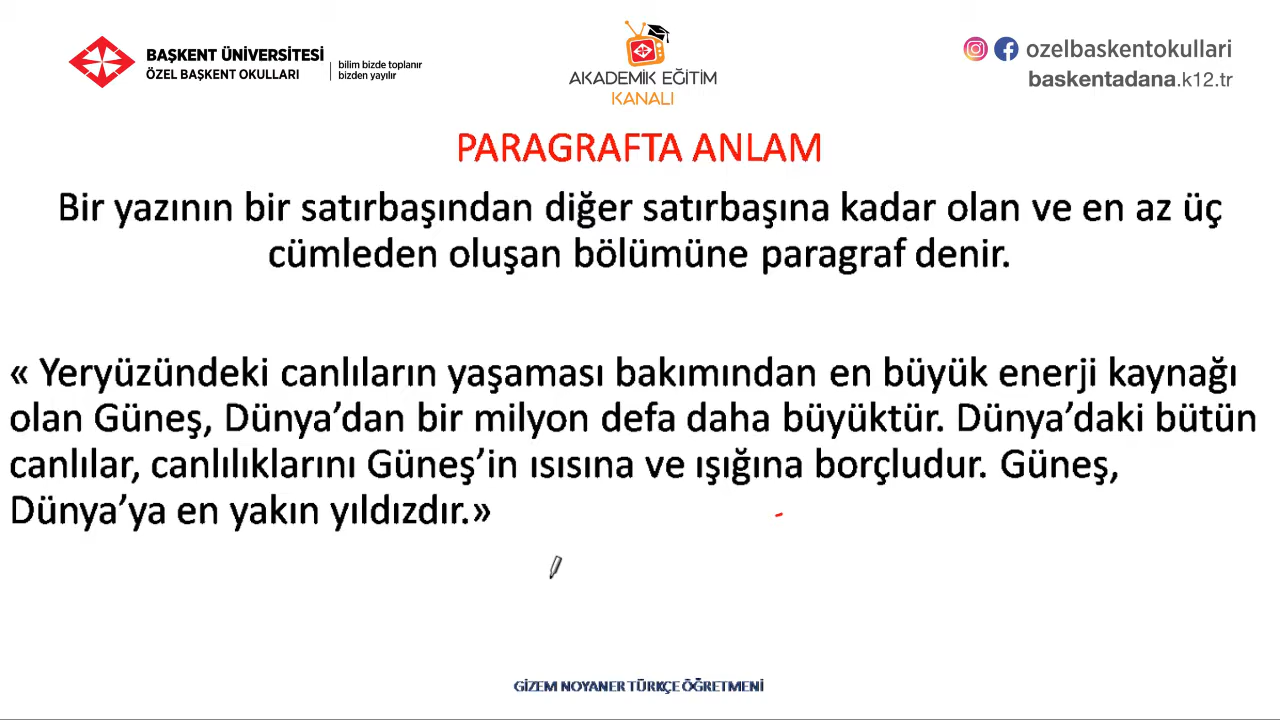 BAŞKENT ÜNİVERSİTESİ
ÖZEL BAŞKENT OKULLARI
bilim bizde toplanır
bizden yayılır
AKADEMİK EĞİTİM
KANALI
ozelbaskentokullari
baskentadana.k12.tr
PARAGRAFTA ANLAM
Bir yazının bir satırbaşından diğer satırbaşına kadar olan ve en az üç
cümleden oluşan bölümüne paragraf denir.
« Yeryüzündeki canlıların yaşaması bakımından en büyük enerji kaynağı
olan Güneş, Dünya’dan bir milyon defa daha büyüktür. Dünya’daki bütün
canlılar, canlılıklarını Güneş’in ısısına ve ışığına borçludur. Güneş,
Dünya’ya en yakın yıldızdır.»
GİZEM NOYANER TÜRKÇE ÖĞRETMENİ